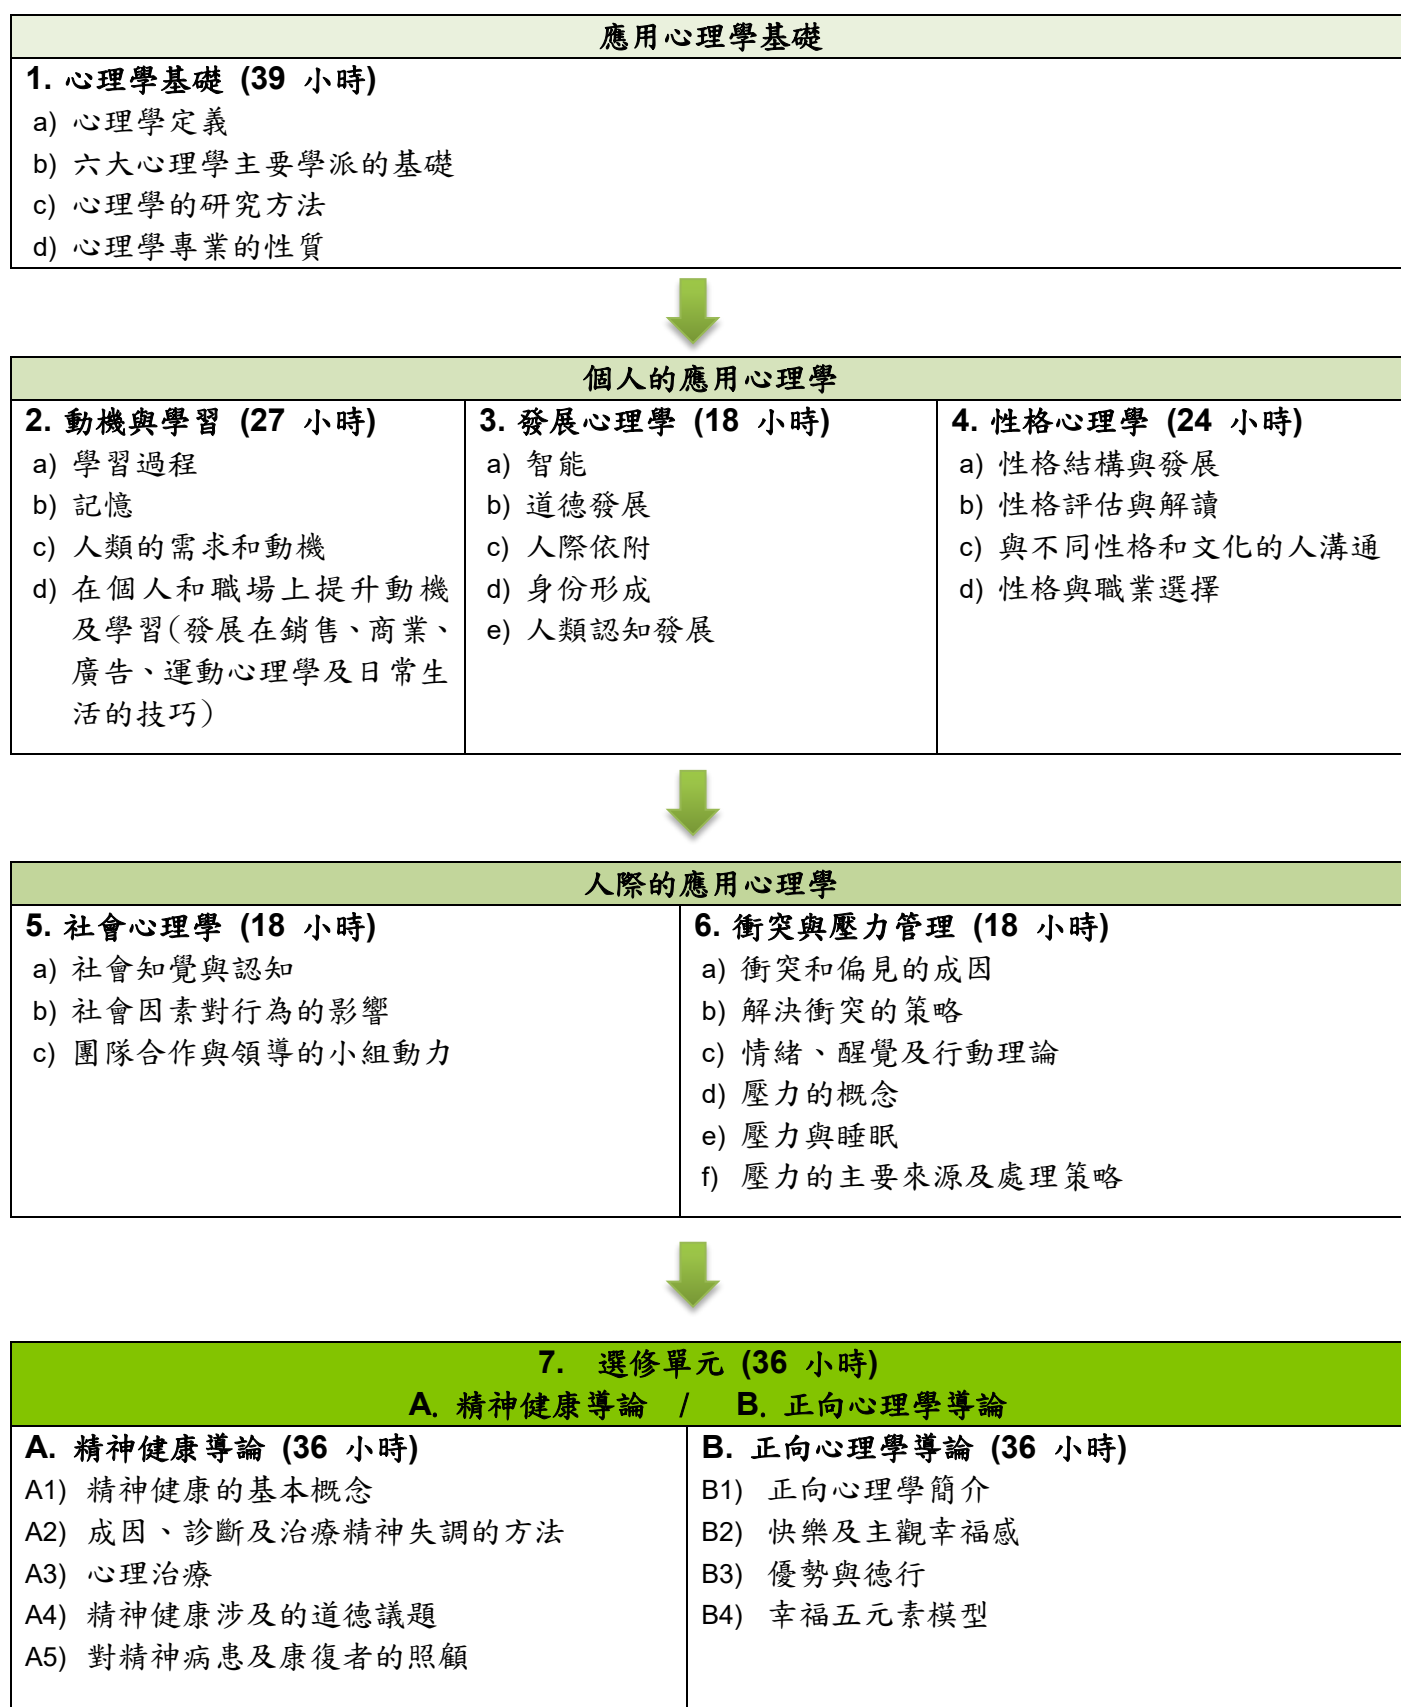 應用心理學基礎
1. 心理學基礎 (39 小時)
a) 心理學定義
b) 六大心理學主要學派的基礎
c) 心理學的研究方法
d) 心理學專業的性質
個人的應用心理學
2. 動機與學習 (27 小時)
a) 學習過程
b) 記憶
c) 人類的需求和動機
d) 在個人和職場上提升動機
及學習(發展在銷售、商業、
廣告、運動心理學及日常生
活的技巧)
3. 發展心理學 (18 小時)
a) 智能
b) 道德發展
c) 人際依附
d) 身份形成
e) 人類認知發展
4. 性格心理學 (24 小時)
a) 性格結構與發展
b) 性格評估與解讀
c) 與不同性格和文化的人溝通
d) 性格與職業選擇
人際的應用心理學
5. 社會心理學 (18 小時)
a) 社會知覺與認知
b) 社會因素對行為的影響
c) 團隊合作與領導的小組動力
6. 衝突與壓力管理 (18 小時)
a) 衝突和偏見的成因
b) 解決衝突的策略
c) 情緒、醒覺及行動理論
d) 壓力的概念
e) 壓力與睡眠
f) 壓力的主要來源及處理策略
7. 選修單元 (36 小時)
A. 精神健康導論 / B. 正向心理學導論
A. 精神健康導論 (36 小時)
A1) 精神健康的基本概念
A2) 成因、診斷及治療精神失調的方法
A3) 心理治療
A4) 精神健康涉及的道德議題
A5) 對精神病患及康復者的照顧
B. 正向心理學導論 (36 小時)
B1) 正向心理學簡介
B2) 快樂及主觀幸福感
B3) 優勢與德行
B4) 幸福五元素模型